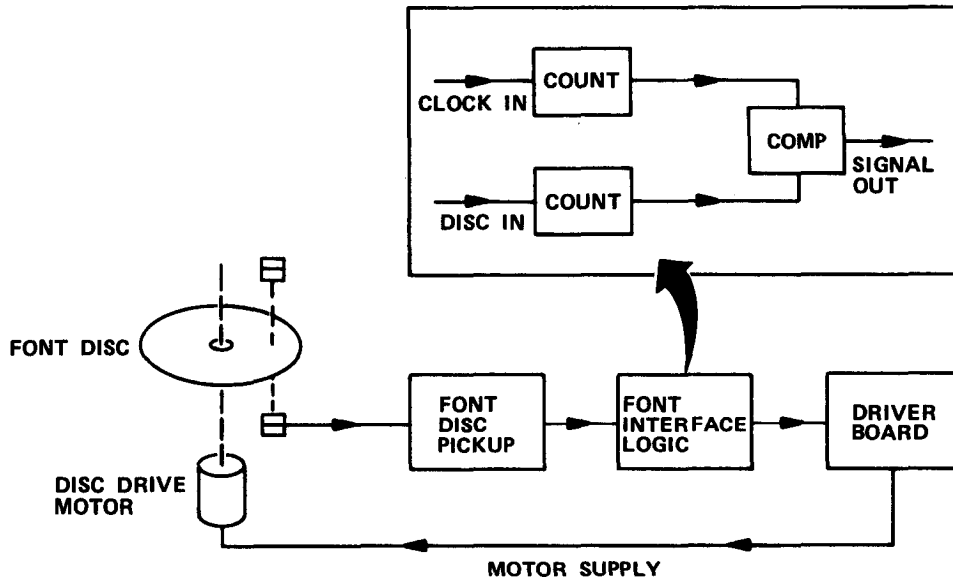 COUNT
CLOCK IN
COMP
SIGNAL
OUT
COUNT
DISC IN
FONT DISC
FONT
DISC
PICKUP
FONT
INTERFACE
LOGIC
DRIVER
BOARD
DISC DRIVE
MOTOR
MOTOR SUPPLY